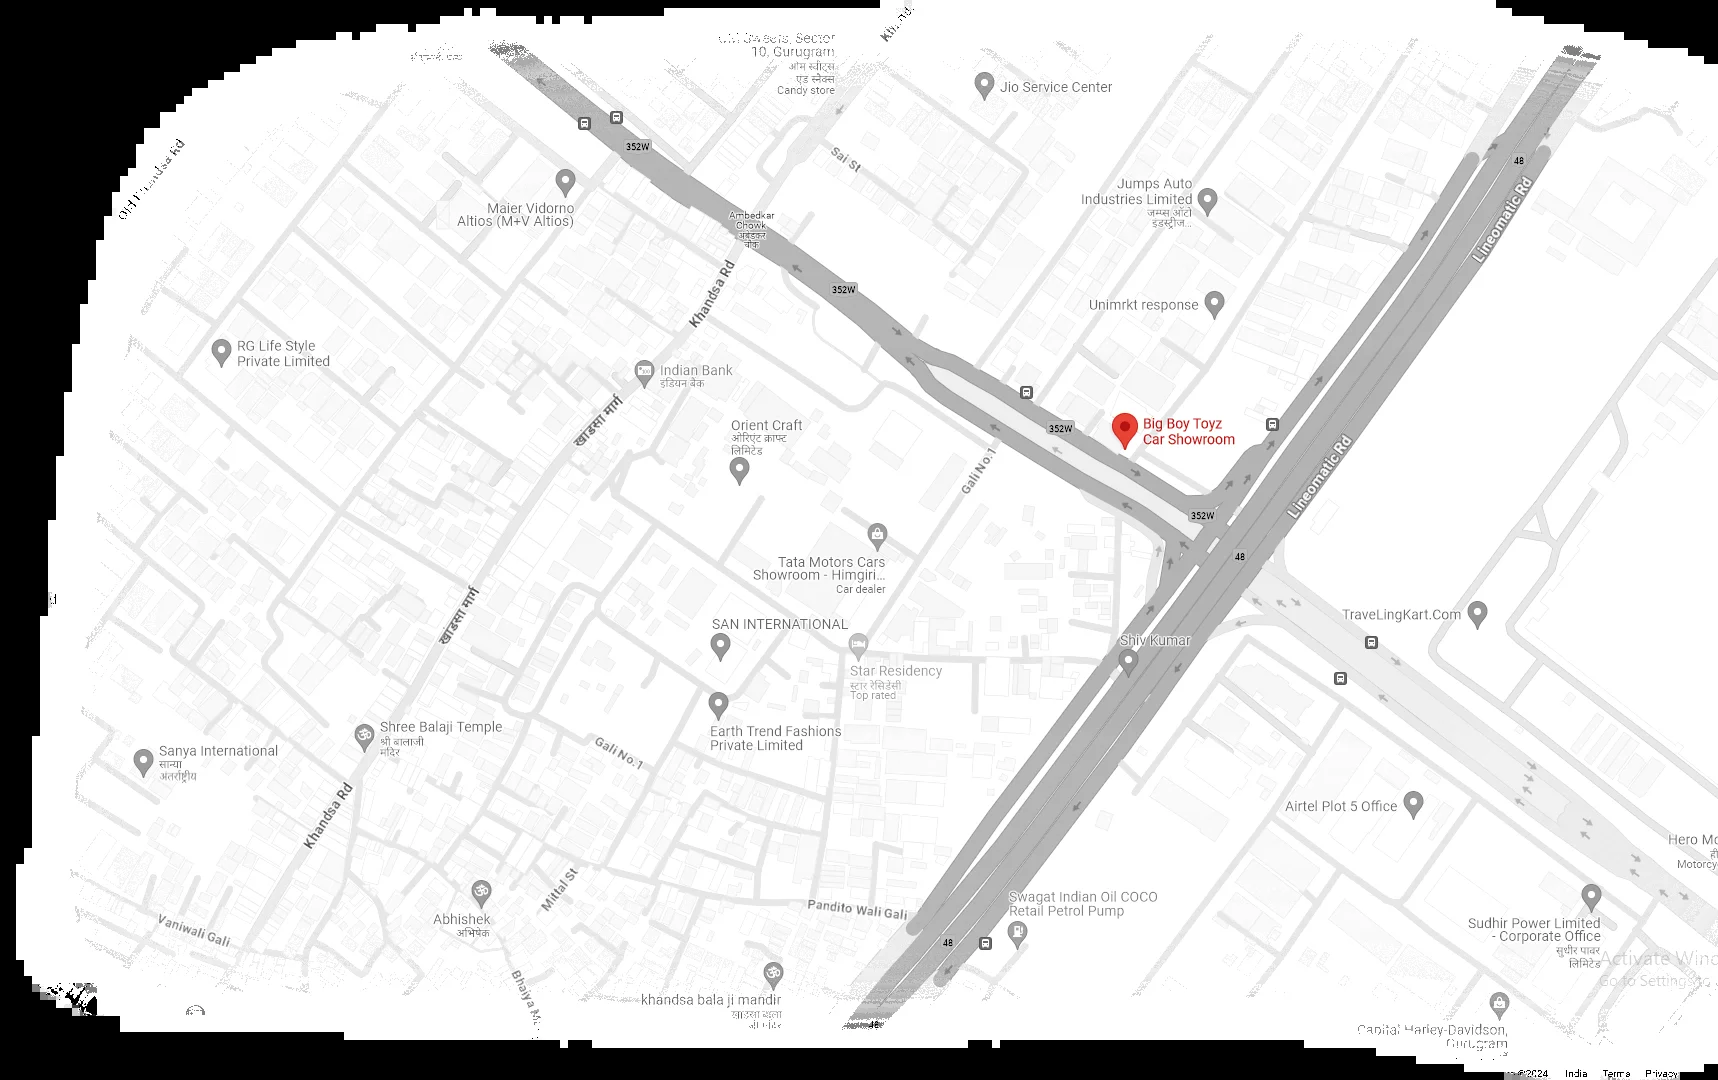 10, Gurugram
ओम स्वीट्स
एंड स्नैक्स
Candy store
Jio Service Center
352W
48
Sai St
Old Khandsa Rd
Jumps Auto
Industries Limited
जम्प्स ऑटो
इंडस्ट्रीज...
Maier Vidorno
Altios (M+V Altios)
Ambedkar
Chowk
अंबेडकर
चौक
Lineomatic Rd
Khandsa Rd
352W
Unimrkt response
RG Life Style
Private Limited
Indian Bank
इंडियन बैंक
खांडसा मार्ग
Orient Craft
ओरिएंट क्राफ्ट
लिमिटेड
352W
Big Boy Toyz
Car Showroom
Gali No.1
Lineomatic Rd
352W
48
Tata Motors Cars
Showroom - Himgiri...
Car dealer
खांडसा मार्ग
SAN INTERNATIONAL
Shiv Kumar
TraveLingKart.Com
Star Residency
स्टार रेसिडेंसी
Top rated
Earth Trend Fashions
Private Limited
Shree Balaji Temple
श्री बालाजी
मंदिर
Sanya International
सान्या
अंतर्राष्ट्रीय
Gali No.1
Khandsa Rd
Airtel Plot 5 Office
Hero Mo
Motorcy
Mittal St
Abhishek
अभिषेक
Vaniwali Gali
Pandito Wali Gali
Swagat Indian Oil COCO
Retail Petrol Pump
48
Sudhir Power Limited
- Corporate Office
सुधीर पावर
लिमिटेड
Activate Wind
Go to Settings to
khandsa bala ji mandir
Capital Harley-Davidson,
Gurugram
48
©2024 India Terms Privacy